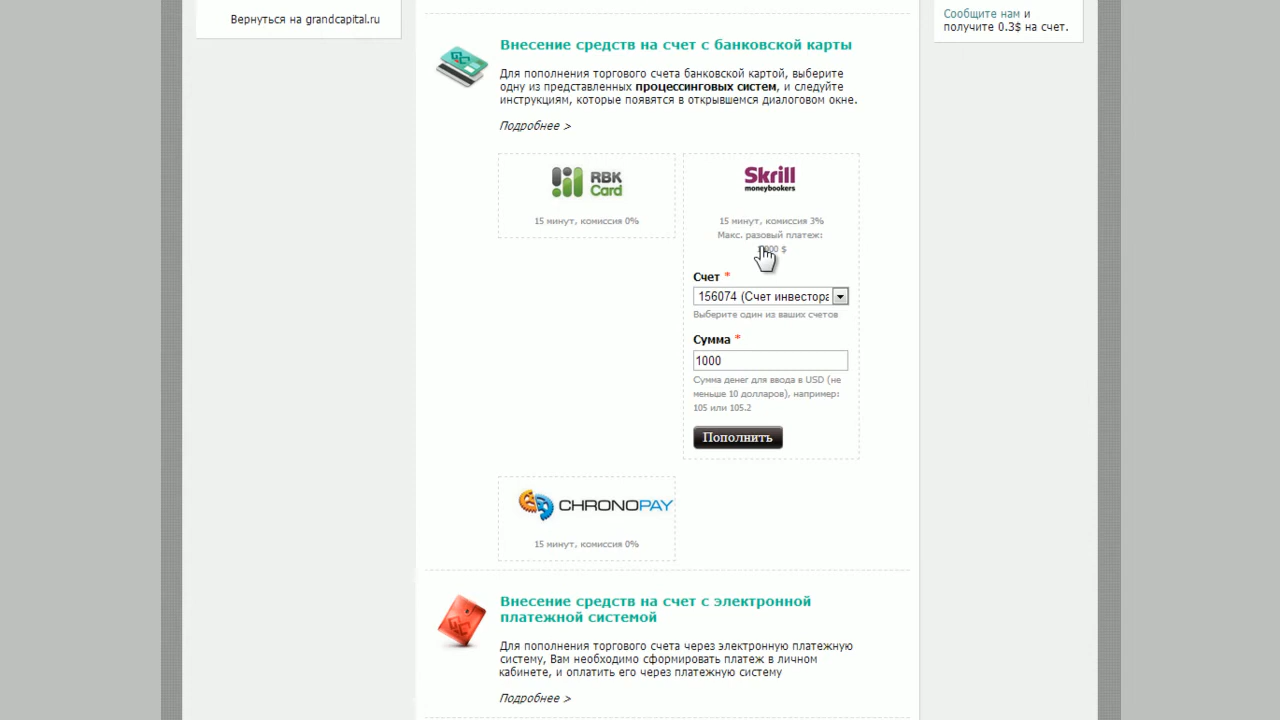 Вернуться на grandcapital.ru
Сообщите нам и
получите 0.3$ на счет.
Внесение средств на счет с банковской карты
Для пополнения торгового счета банковской картой, выберите
одну из представленных процессинговых систем, и следуйте
инструкциям, которые появятся в открывшемся диалоговом окне.
Подробнее >
RBK
Card
15 минут, комиссия 0%
Skrill
moneybookers
15 минут, комиссия 3%
Макс. разовый платеж:
$
Счет *
156074 (Счет инвестора
Выберите один из ваших счетов
Сумма *
1000
Сумма денег для ввода в USD (не
меньше 10 долларов), например:
105 или 105.2
Пополнить
CHRONOPAY
15 минут, комиссия 0%
Внесение средств на счет с электронной
платежной системой
Для пополнения торгового счета через электронную платежную
систему, Вам необходимо сформировать платеж в личном
кабинете, и оплатить его через платежную систему
Подробнее >